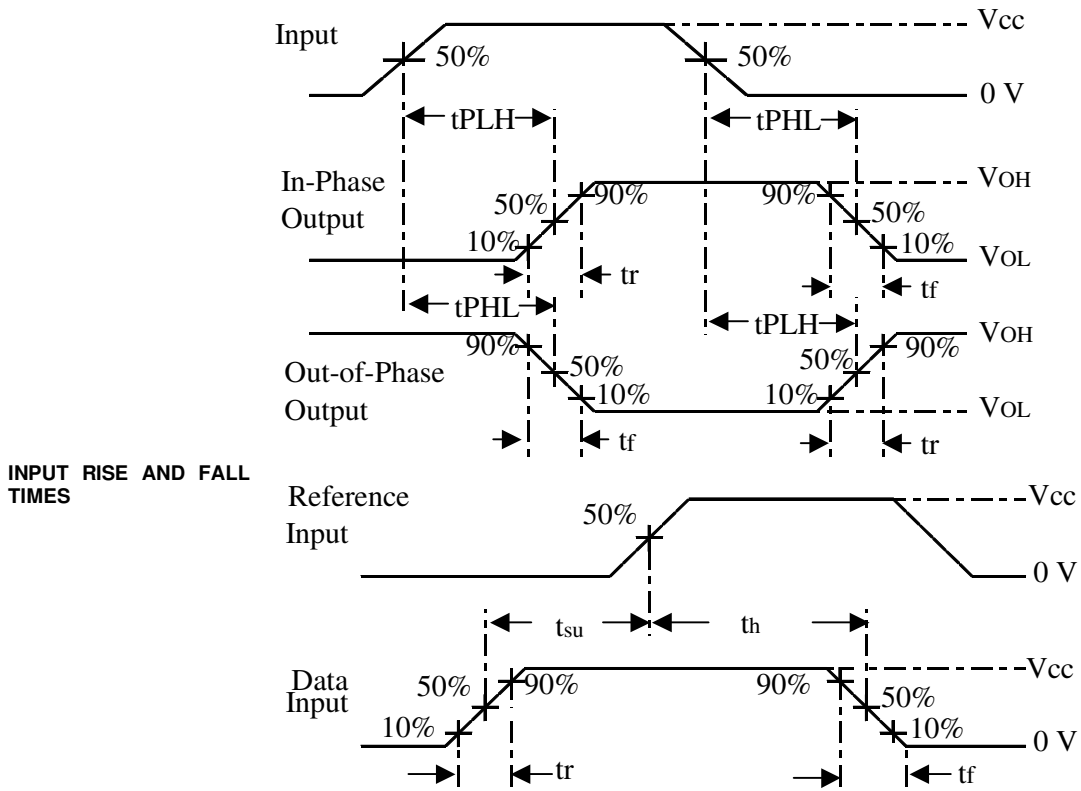 Vcc
Input
50%
50%
0 V
tPLH
tPHL
In-Phase
Output
90%
90%
VOH
50%
50%
10%
10%
VOL
tr
tf
tPHL
tPLH
VOH
90%
90%
Out-of-Phase
Output
50%
50%
10%
10%
VOL
tf
tr
INPUT RISE AND FALL
TIMES
Reference
Input
50%
Vcc
0 V
tsu
th
Data
Input
Vcc
90%
90%
50%
50%
10%
10%
0 V
tr
tf